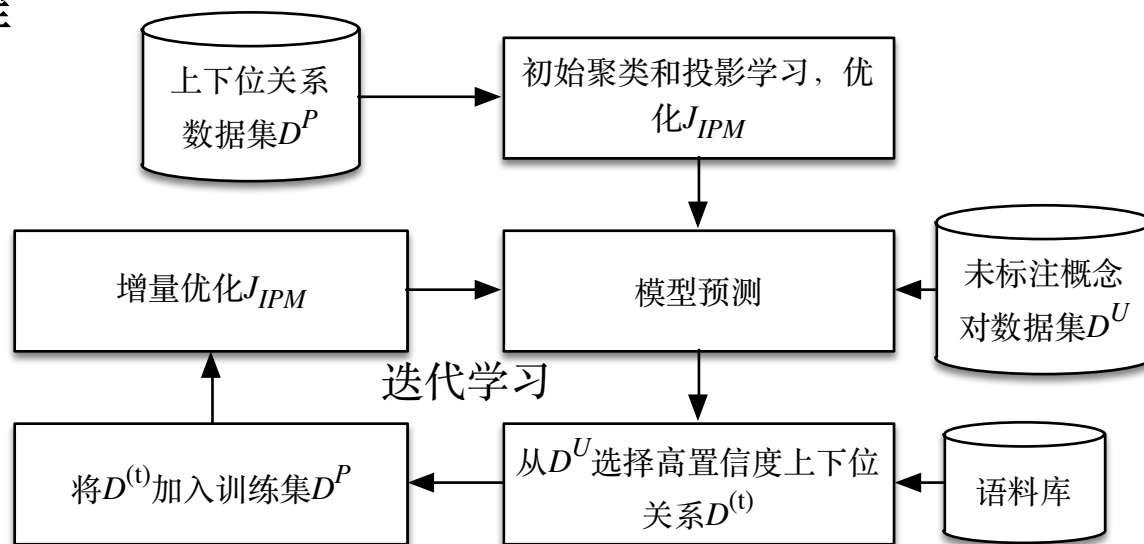 上下位关系
数据集D^P
初始聚类和投影学习，优
化J_IPM
增量优化J_IPM
模型预测
未标注概念
对数据集D^U
迭代学习
将D^(t)加入训练集D^P
从D^U选择高置信度上下位
关系D^(t)
语料库